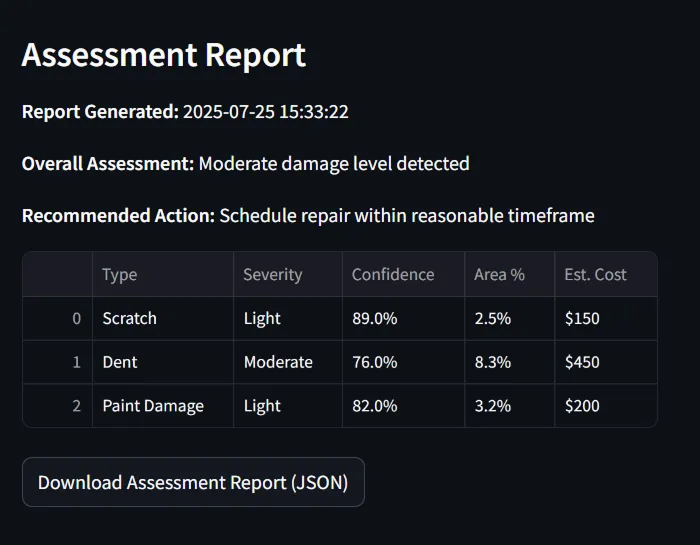 Assessment Report
Report Generated: 2025-07-25 15:33:22
Overall Assessment: Moderate damage level detected
Recommended Action: Schedule repair within reasonable timeframe
Type Severity Confidence Area % Est. Cost
0 Scratch Light 89.0% 2.5% $150
1 Dent Moderate 76.0% 8.3% $450
2 Paint Damage Light 82.0% 3.2% $200
Download Assessment Report (JSON)